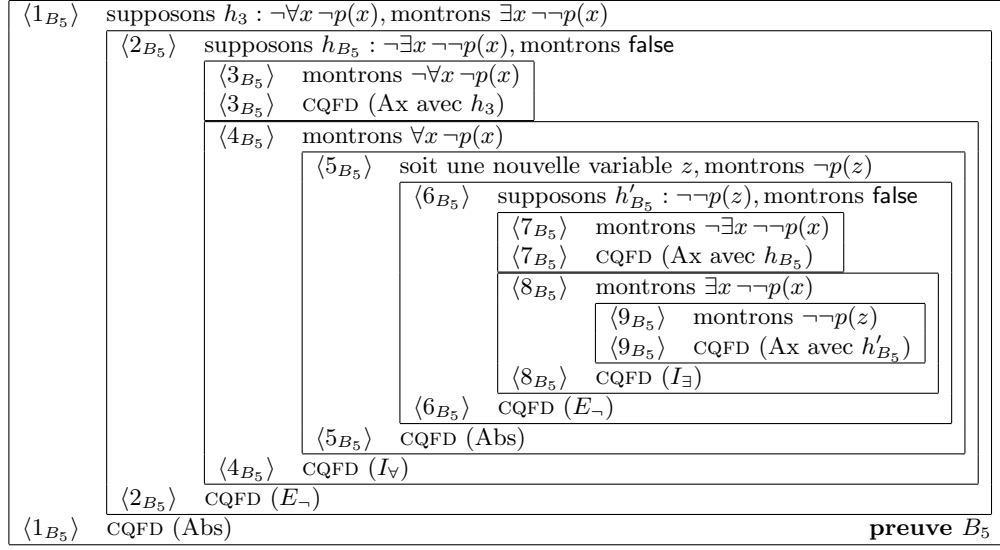 ⟨1_{B_5}⟩ supposons h_3 : ¬∀x ¬p(x), montrons ∃x ¬¬p(x)
⟨2_{B_5}⟩ supposons h_{B_5} : ¬∃x ¬¬p(x), montrons false
⟨3_{B_5}⟩ montrons ¬∀x ¬p(x)
⟨3_{B_5}⟩ CQFD (Ax avec h_3)
⟨4_{B_5}⟩ montrons ∀x ¬p(x)
⟨5_{B_5}⟩ soit une nouvelle variable z, montrons ¬p(z)
⟨6_{B_5}⟩ supposons h'_{B_5} : ¬¬p(z), montrons false
⟨7_{B_5}⟩ montrons ¬∃x ¬¬p(x)
⟨7_{B_5}⟩ CQFD (Ax avec h_{B_5})
⟨8_{B_5}⟩ montrons ∃x ¬¬p(x)
⟨9_{B_5}⟩ montrons ¬¬p(z)
⟨9_{B_5}⟩ CQFD (Ax avec h'_{B_5})
⟨8_{B_5}⟩ CQFD (I_∃)
⟨6_{B_5}⟩ CQFD (E_¬)
⟨5_{B_5}⟩ CQFD (Abs)
⟨4_{B_5}⟩ CQFD (I_∀)
⟨2_{B_5}⟩ CQFD (E_¬)
⟨1_{B_5}⟩ CQFD (Abs) preuve B_5